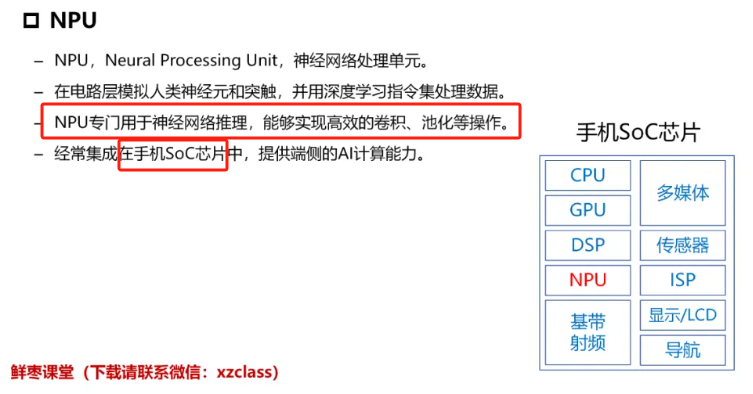 NPU
– NPU，Neural Processing Unit，神经网络处理单元。
– 在电路层模拟人类神经元和突触，并用深度学习指令集处理数据。
– NPU专门用于神经网络推理，能够实现高效的卷积、池化等操作。
– 经常集成在手机SoC芯片中，提供端侧的AI计算能力。
手机SoC芯片
CPU
GPU
DSP
NPU
基带
射频
多媒体
传感器
ISP
显示/LCD
导航
鲜枣课堂（下载请联系微信：xzclass）